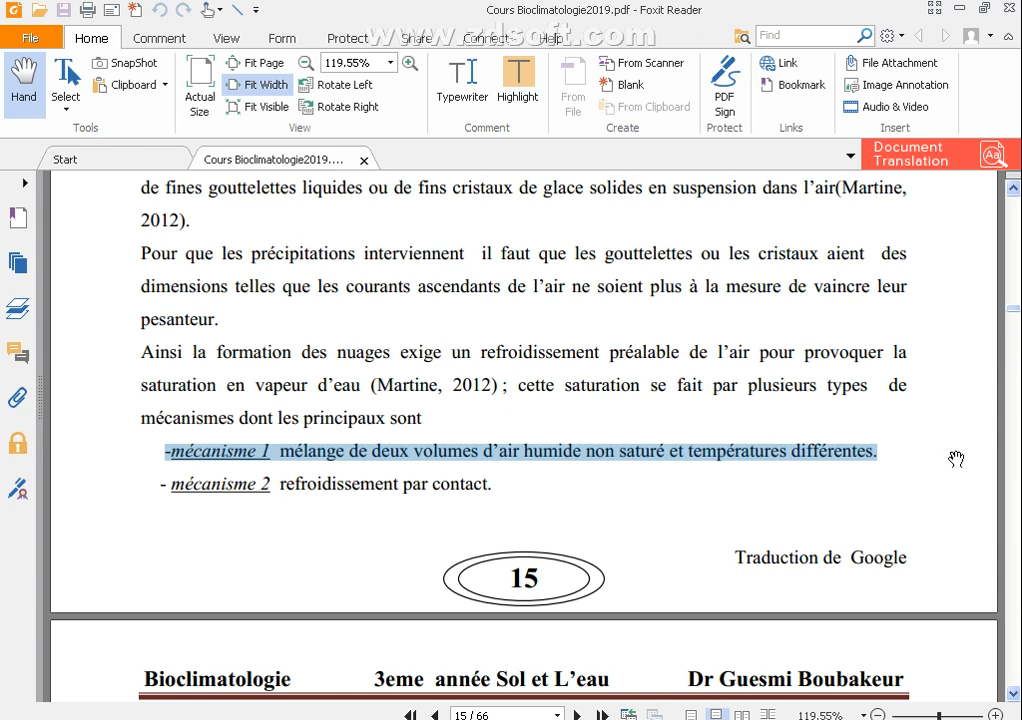 Cours Bioclimatologie2019.pdf - Foxit Reader
www.zdsoft.com
File Home Comment View Form Protect Share Connect Help Find
Hand
Select
SnapShot
Clipboard
Tools
Actual Size
Fit Page
Fit Width
Fit Visible
119.55%
Rotate Left
Rotate Right
View
Typewriter
Highlight
Comment
From File
From Scanner
Blank
From Clipboard
Create
PDF Sign
Protect
Link
Bookmark
Links
File Attachment
Image Annotation
Audio & Video
Insert
Start
Cours Bioclimatologie2019....
Document
Translation
de fines gouttelettes liquides ou de fins cristaux de glace solides en suspension dans l’air(Martine,
2012).
Pour que les précipitations interviennent il faut que les gouttelettes ou les cristaux aient des
dimensions telles que les courants ascendants de l’air ne soient plus à la mesure de vaincre leur
pesanteur.
Ainsi la formation des nuages exige un refroidissement préalable de l’air pour provoquer la
saturation en vapeur d’eau (Martine, 2012) ; cette saturation se fait par plusieurs types de
mécanismes dont les principaux sont
-mécanisme 1 mélange de deux volumes d’air humide non saturé et températures différentes.
- mécanisme 2 refroidissement par contact.
Traduction de Google
15
Bioclimatologie 3eme année Sol et L’eau Dr Guesmi Boubakeur
15 / 66
119.55%